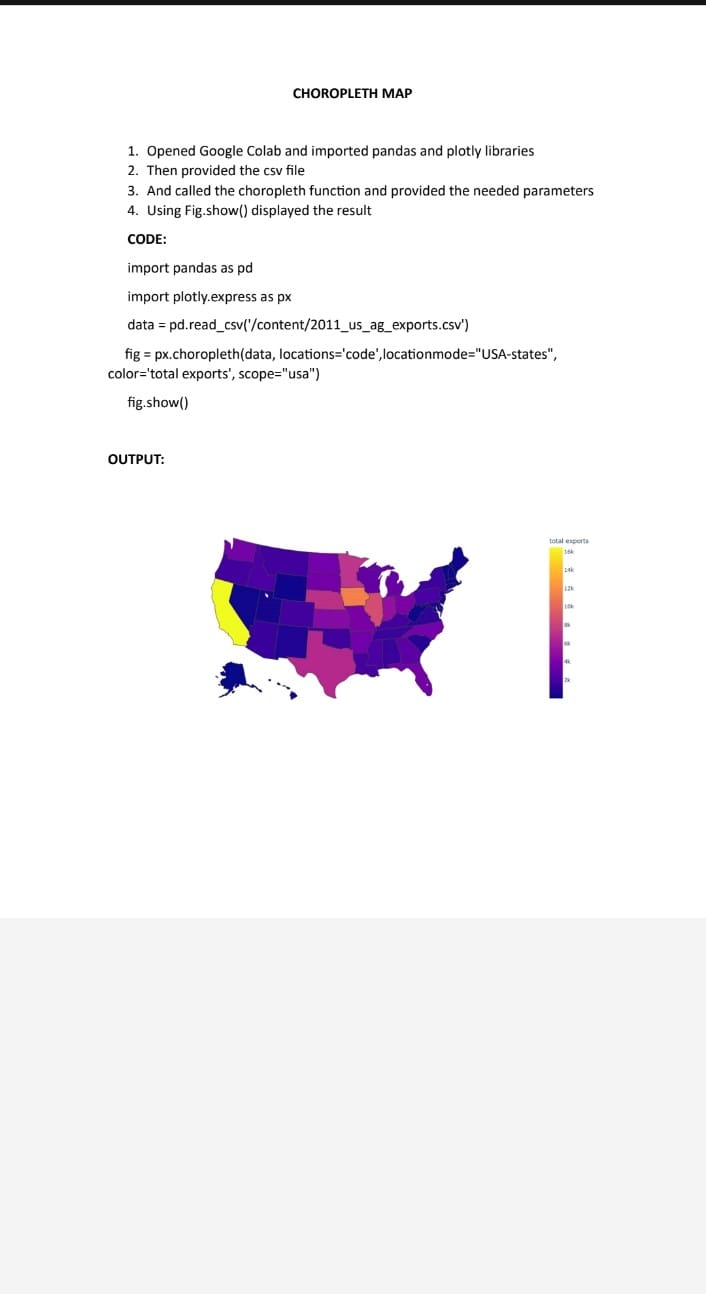 CHOROPLETH MAP
1. Opened Google Colab and imported pandas and plotly libraries
2. Then provided the csv file
3. And called the choropleth function and provided the needed parameters
4. Using Fig.show() displayed the result
CODE:
import pandas as pd
import plotly.express as px
data = pd.read_csv('/content/2011_us_ag_exports.csv')
fig = px.choropleth(data, locations='code',locationmode="USA-states",
color='total exports', scope="usa")
fig.show()
OUTPUT:
total exports
16k
14k
12k
10k
8k
6k
4k
2k